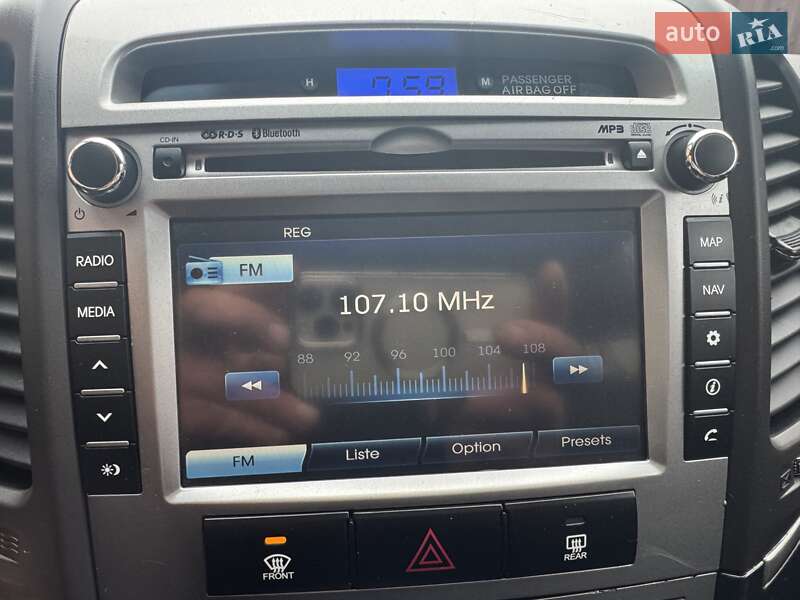 auto RIA.com
H 7:59 M PASSENGER
AIR BAG OFF
CD-IN R·D·S Bluetooth MP3
RADIO
MEDIA
REG
FM
107.10 MHz
88 92 96 100 104 108
FM Liste Option Presets
MAP
NAV
FRONT
REAR